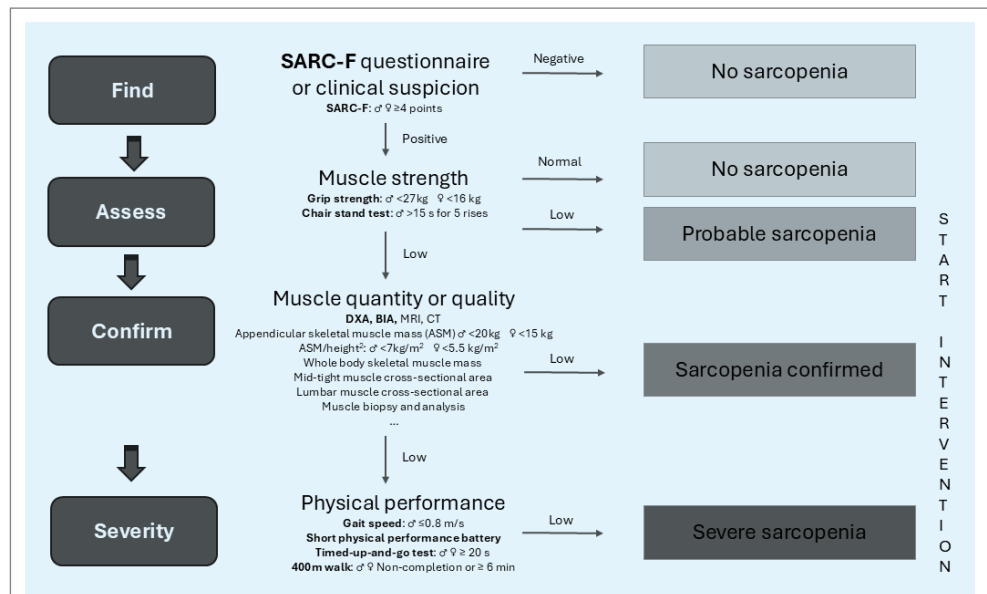 Find
SARC-F questionnaire
or clinical suspicion
SARC-F: ♂ ♀ ≥4 points
Negative
No sarcopenia
Positive
Assess
Muscle strength
Grip strength: ♂ <27kg ♀ <16 kg
Chair stand test: ♂ >15 s for 5 rises
Normal
No sarcopenia
Low
Probable sarcopenia
Low
Confirm
Muscle quantity or quality
DXA, BIA, MRI, CT
Appendicular skeletal muscle mass (ASM) ♂ <20kg ♀ <15 kg
ASM/height²: ♂ <7kg/m² ♀ <5.5 kg/m²
Whole body skeletal muscle mass
Mid-tight muscle cross-sectional area
Lumbar muscle cross-sectional area
Muscle biopsy and analysis
...
Low
Sarcopenia confirmed
Low
Severity
Physical performance
Gait speed: ♂ ≤0.8 m/s
Short physical performance battery
Timed-up-and-go test: ♂ ♀ ≥ 20 s
400m walk: ♂ ♀ Non-completion or ≥ 6 min
Low
Severe sarcopenia
START INTERVENTION